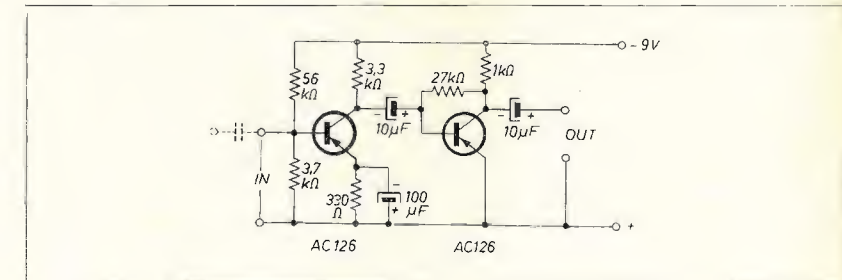 - 9V
56
kΩ
3,3
kΩ
27kΩ
1kΩ
- +
10µF
- +
10µF
OUT
IN
3,7
kΩ
330
Ω
-
100
+ µF
+
AC126
AC126